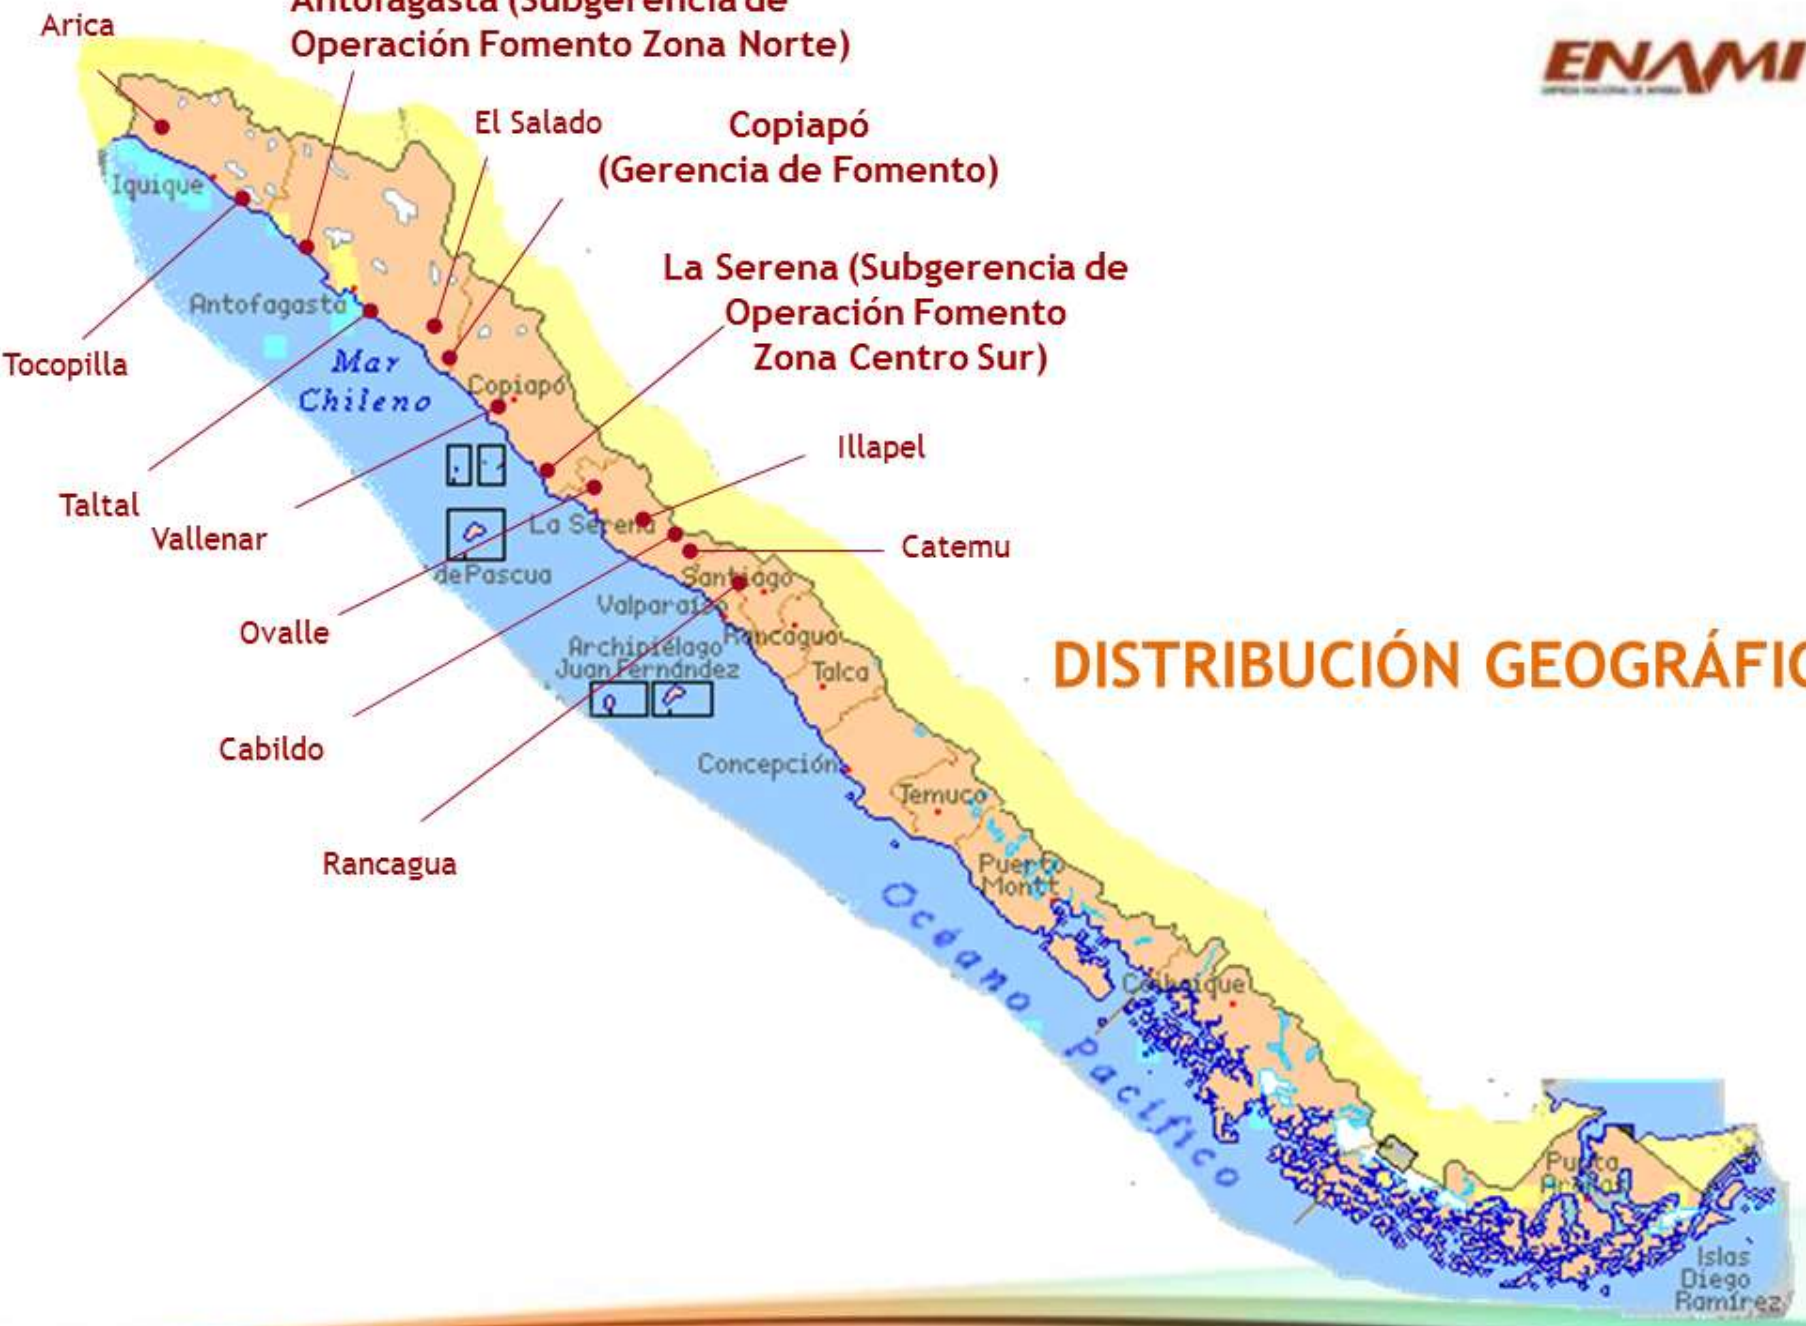 Antofagasta (Subgerencia de
Operación Fomento Zona Norte)
Arica
ENAMI
El Salado
Copiapó
(Gerencia de Fomento)
Iquique
La Serena (Subgerencia de
Operación Fomento
Zona Centro Sur)
Antofagasta
Tocopilla
Mar
Chileno
Copiapó
Illapel
Taltal
Vallenar
La Serena
Catemu
de Pascua
Santiago
Valparaíso
Ovalle
Rancagua
Archipiélago
Juan Fernández
Talca
DISTRIBUCIÓN GEOGRÁFIC
Cabildo
Concepción
Temuco
Rancagua
Puerto
Montt
Océano Pacífico
Coihaique
Punta
Arenas
Islas
Diego
Ramírez